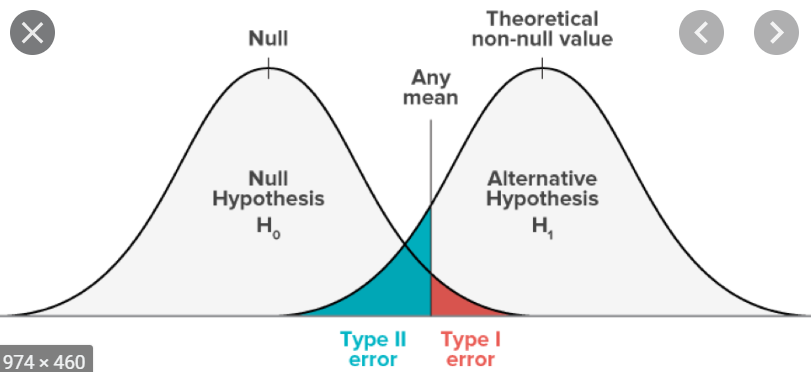 Null
Theoretical
non-null value
Any
mean
Null
Hypothesis
H₀
Alternative
Hypothesis
H₁
Type II
error
Type I
error
974 × 460